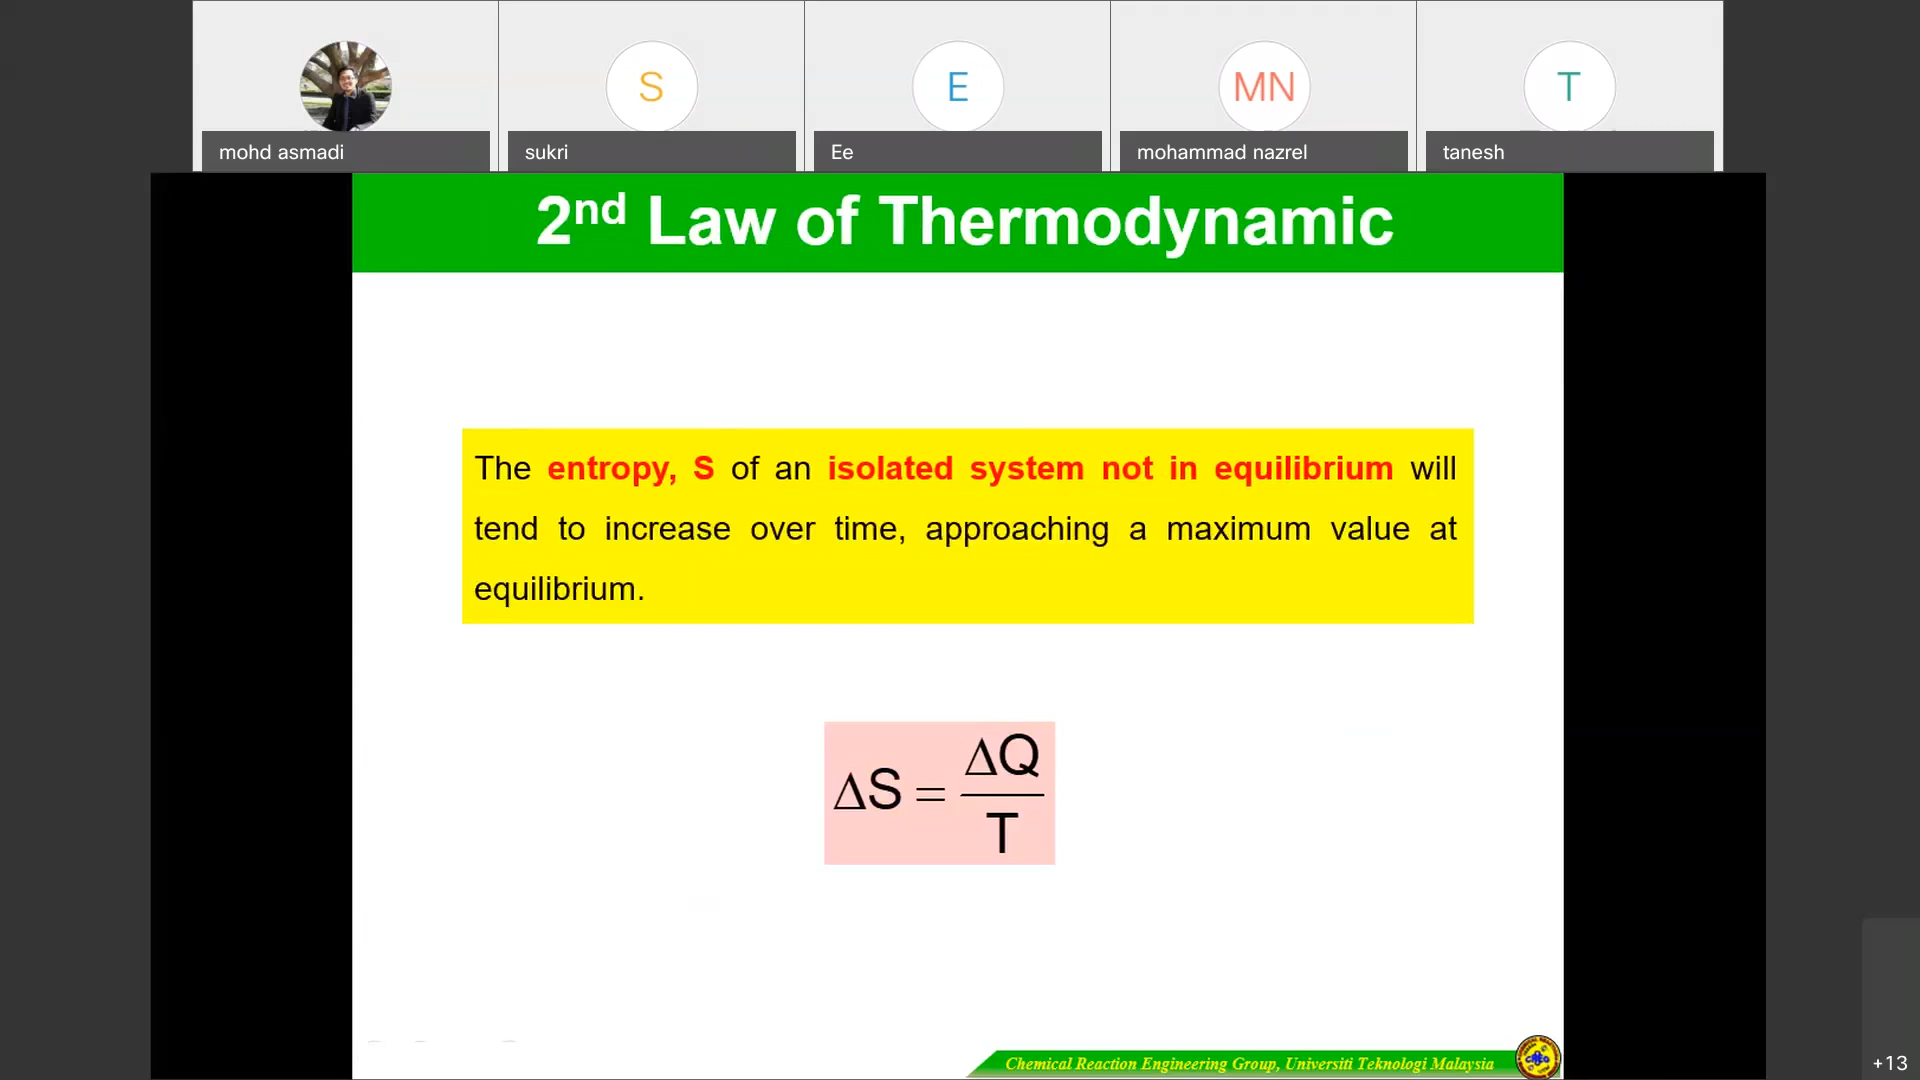 S
E
MN
T
mohd asmadi
sukri
Ee
mohammad nazrel
tanesh
2nd Law of Thermodynamic
The entropy, S of an isolated system not in equilibrium will
tend to increase over time, approaching a maximum value at
equilibrium.
ΔS = ΔQ
T
Chemical Reaction Engineering Group, Universiti Teknologi Malaysia
+13